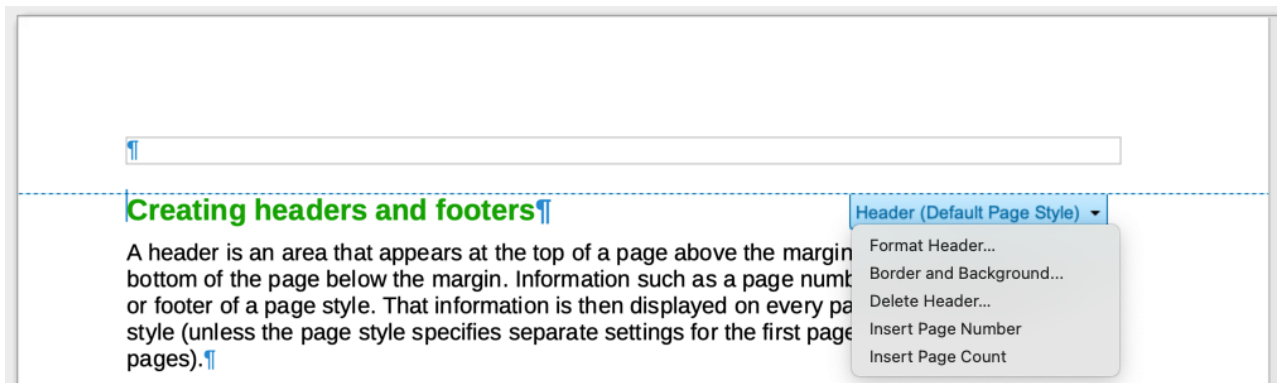 ¶
Creating headers and footers¶
Header (Default Page Style)
A header is an area that appears at the top of a page above the margin
bottom of the page below the margin. Information such as a page numb
or footer of a page style. That information is then displayed on every pa
style (unless the page style specifies separate settings for the first page
pages).¶
Format Header...
Border and Background...
Delete Header...
Insert Page Number
Insert Page Count